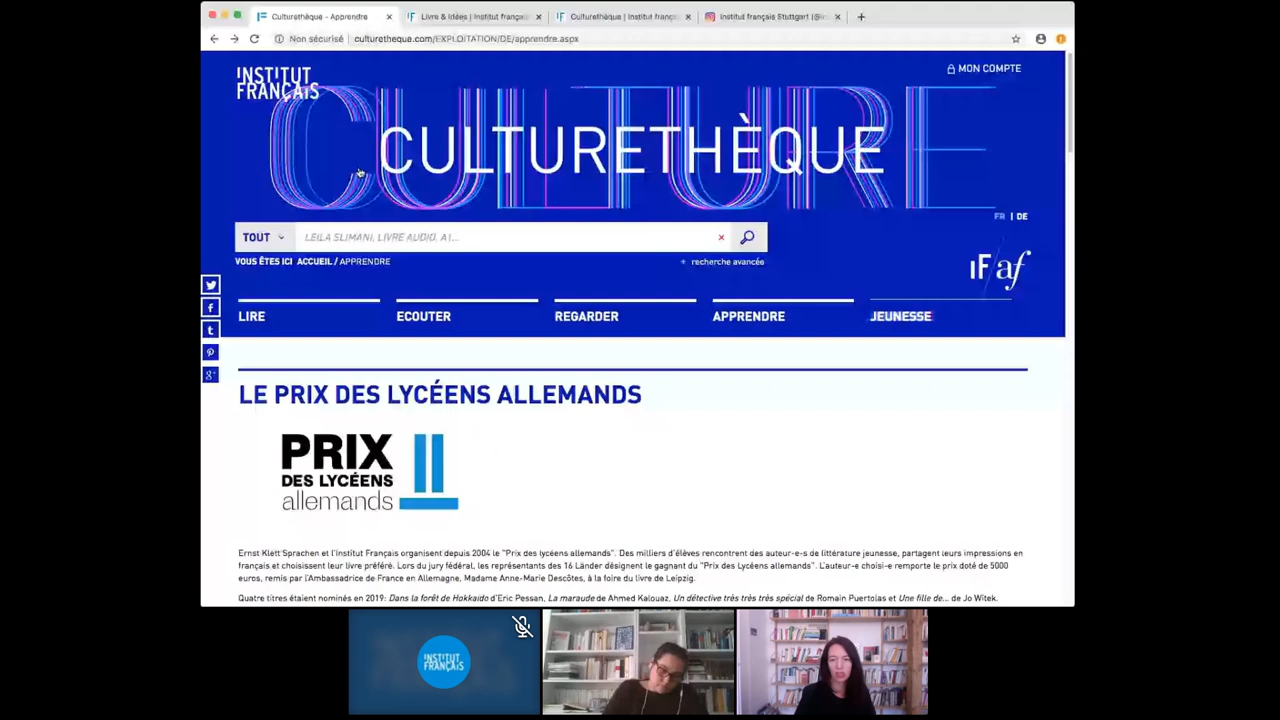 Culturethèque - Apprendre
Livre & Idées | Institut français
Culturethèque | Institut franç
Institut français Stuttgart (@in
Non sécurisé
culturetheque.com/EXPLOITATION/DE/apprendre.aspx
INSTITUT
FRANÇAIS
MON COMPTE
CULTURE
CULTURETHÈQUE
FR | DE
TOUT
LEILA SLIMANI, LIVRE AUDIO, A1...
VOUS ÊTES ICI ACCUEIL / APPRENDRE
+ recherche avancée
IF/af
LIRE
ECOUTER
REGARDER
APPRENDRE
JEUNESSE
LE PRIX DES LYCÉENS ALLEMANDS
PRIX
DES LYCÉENS
allemands
Ernst Klett Sprachen et l'Institut Français organisent depuis 2004 le "Prix des lycéens allemands". Des milliers d'élèves rencontrent des auteur-e-s de littérature jeunesse, partagent leurs impressions en
français et choisissent leur livre préféré. Lors du jury fédéral, les représentants des 16 Länder désignent le gagnant du "Prix des Lycéens allemands". L'auteur-e choisi-e remporte le prix doté de 5000
euros, remis par l'Ambassadrice de France en Allemagne, Madame Anne-Marie Descôtes, à la foire du livre de Leipzig.
Quatre titres étaient nominés en 2019: Dans la forêt de Hokkaido d'Eric Pessan, La maraude de Ahmed Kalouaz, Un détective très très très spécial de Romain Puertolas et Une fille de... de Jo Witek.
INSTITUT
FRANÇAIS